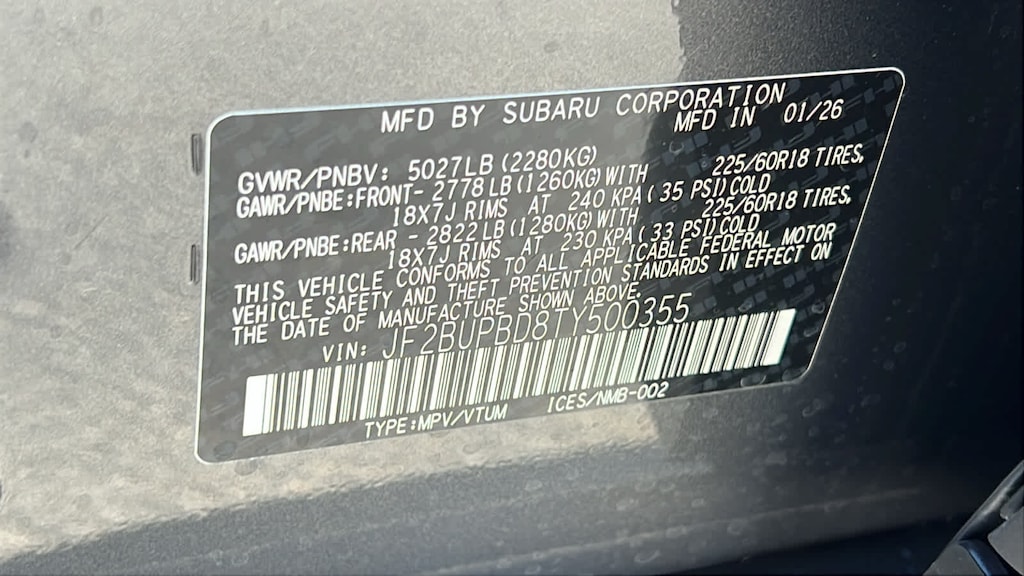 MFD BY SUBARU CORPORATION
MFD IN 01/26
GVWR/PNBV: 5027LB (2280KG)
GAWR/PNBE:FRONT- 2778 LB (1260KG) WITH 225/60R18 TIRES,
18X7J RIMS AT 240 KPA ( 35 PSI) COLD
GAWR/PNBE:REAR - 2822 LB (1280KG) WITH 225/60R18 TIRES,
18X7J RIMS AT 230 KPA ( 33 PSI) COLD
THIS VEHICLE CONFORMS TO ALL APPLICABLE FEDERAL MOTOR
VEHICLE SAFETY AND THEFT PREVENTION STANDARDS IN EFFECT ON
THE DATE OF MANUFACTURE SHOWN ABOVE.
VIN: JF2BUPBD8TY500355
TYPE:MPV/VTUM ICES/NMB-002